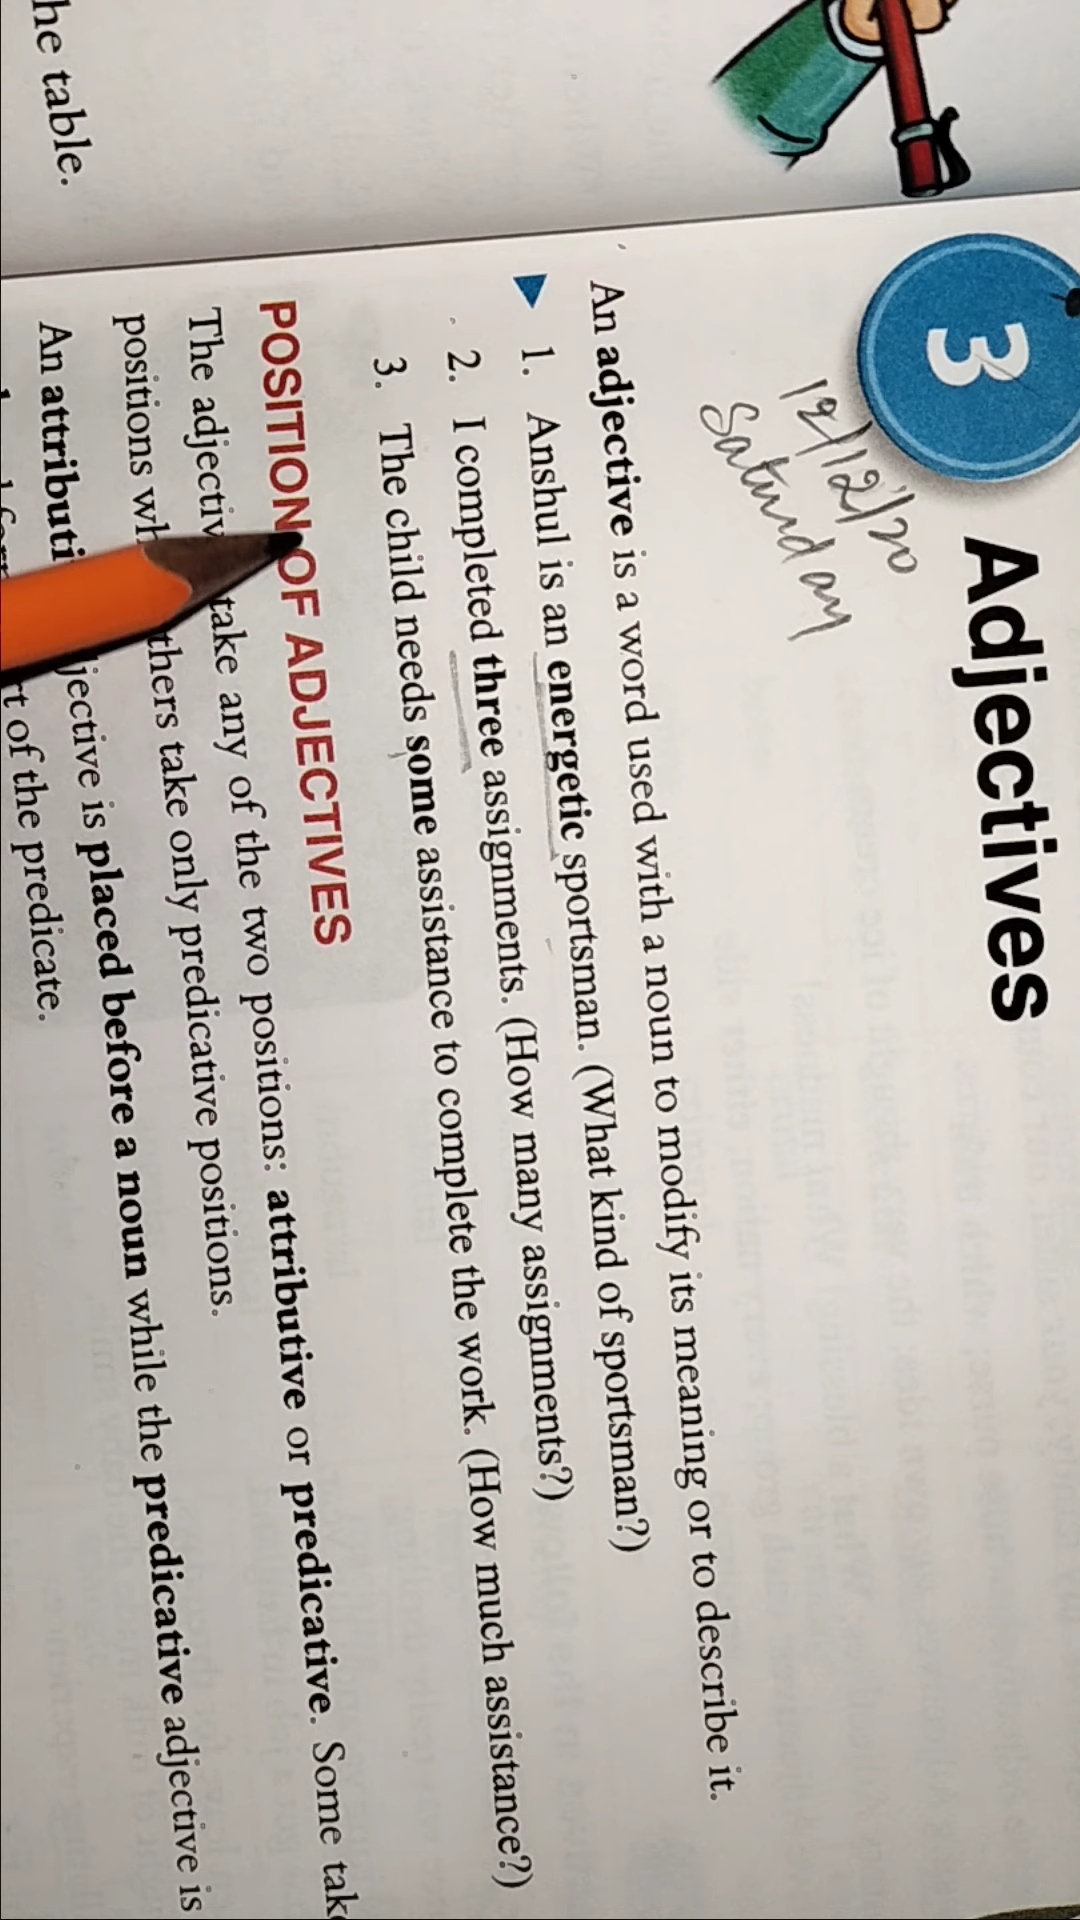 he table.
3 Adjectives
19/12/20
Saturday
An adjective is a word used with a noun to modify its meaning or to describe it.
1. Anshul is an energetic sportsman. (What kind of sportsman?)
2. I completed three assignments. (How many assignments?)
3. The child needs some assistance to complete the work. (How much assistance?)
POSITION OF ADJECTIVES
The adjectiv take any of the two positions: attributive or predicative. Some tak
positions wh thers take only predicative positions.
An attributi jective is placed before a noun while the predicative adjective is
rt of the predicate.